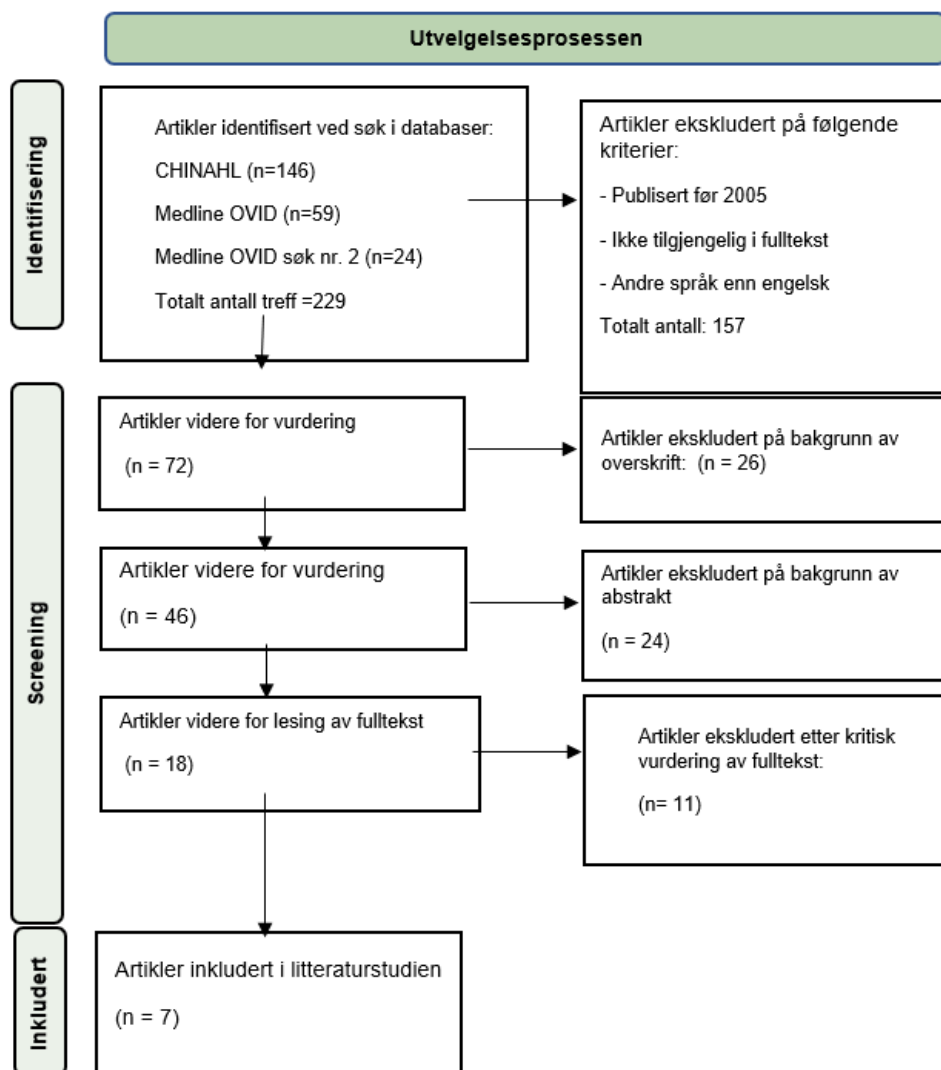 Utvelgelsesprosessen
Identifisering
Artikler identifisert ved søk i databaser:
CHINAHL (n=146)
Medline OVID (n=59)
Medline OVID søk nr. 2 (n=24)
Totalt antall treff =229
Artikler ekskludert på følgende
kriterier:
- Publisert før 2005
- Ikke tilgjengelig i fulltekst
- Andre språk enn engelsk
Totalt antall: 157
Screening
Artikler videre for vurdering
(n = 72)
Artikler ekskludert på bakgrunn av
overskrift: (n = 26)
Artikler videre for vurdering
(n = 46)
Artikler ekskludert på bakgrunn av
abstrakt
(n = 24)
Artikler videre for lesing av fulltekst
(n = 18)
Artikler ekskludert etter kritisk
vurdering av fulltekst:
(n= 11)
Inkludert
Artikler inkludert i litteraturstudien
(n = 7)